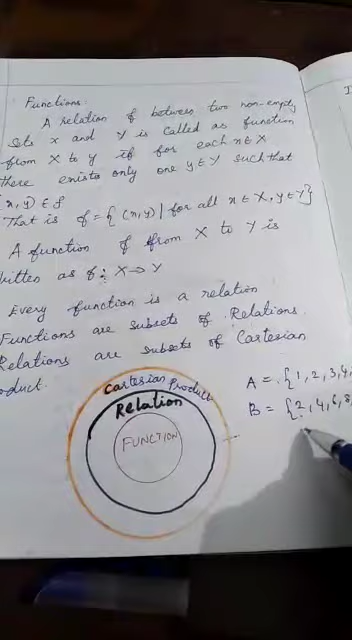 Functions:
A relation f between two non-empty
sets x and y is called as function
from X to Y if for each x ∈ X
there exists only one y ∈ Y such that
(x, y) ∈ f
That is f = { (x, y) | for all x ∈ X, y ∈ Y }
A function f from X to Y is
written as f: X → Y
Every function is a relation
Functions are subsets of Relations.
Relations are subsets of Cartesian
oduct.
Cartesian Product
Relation
FUNCTION
A = {1, 2, 3, 4,
B = {2, 4, 6, 8,